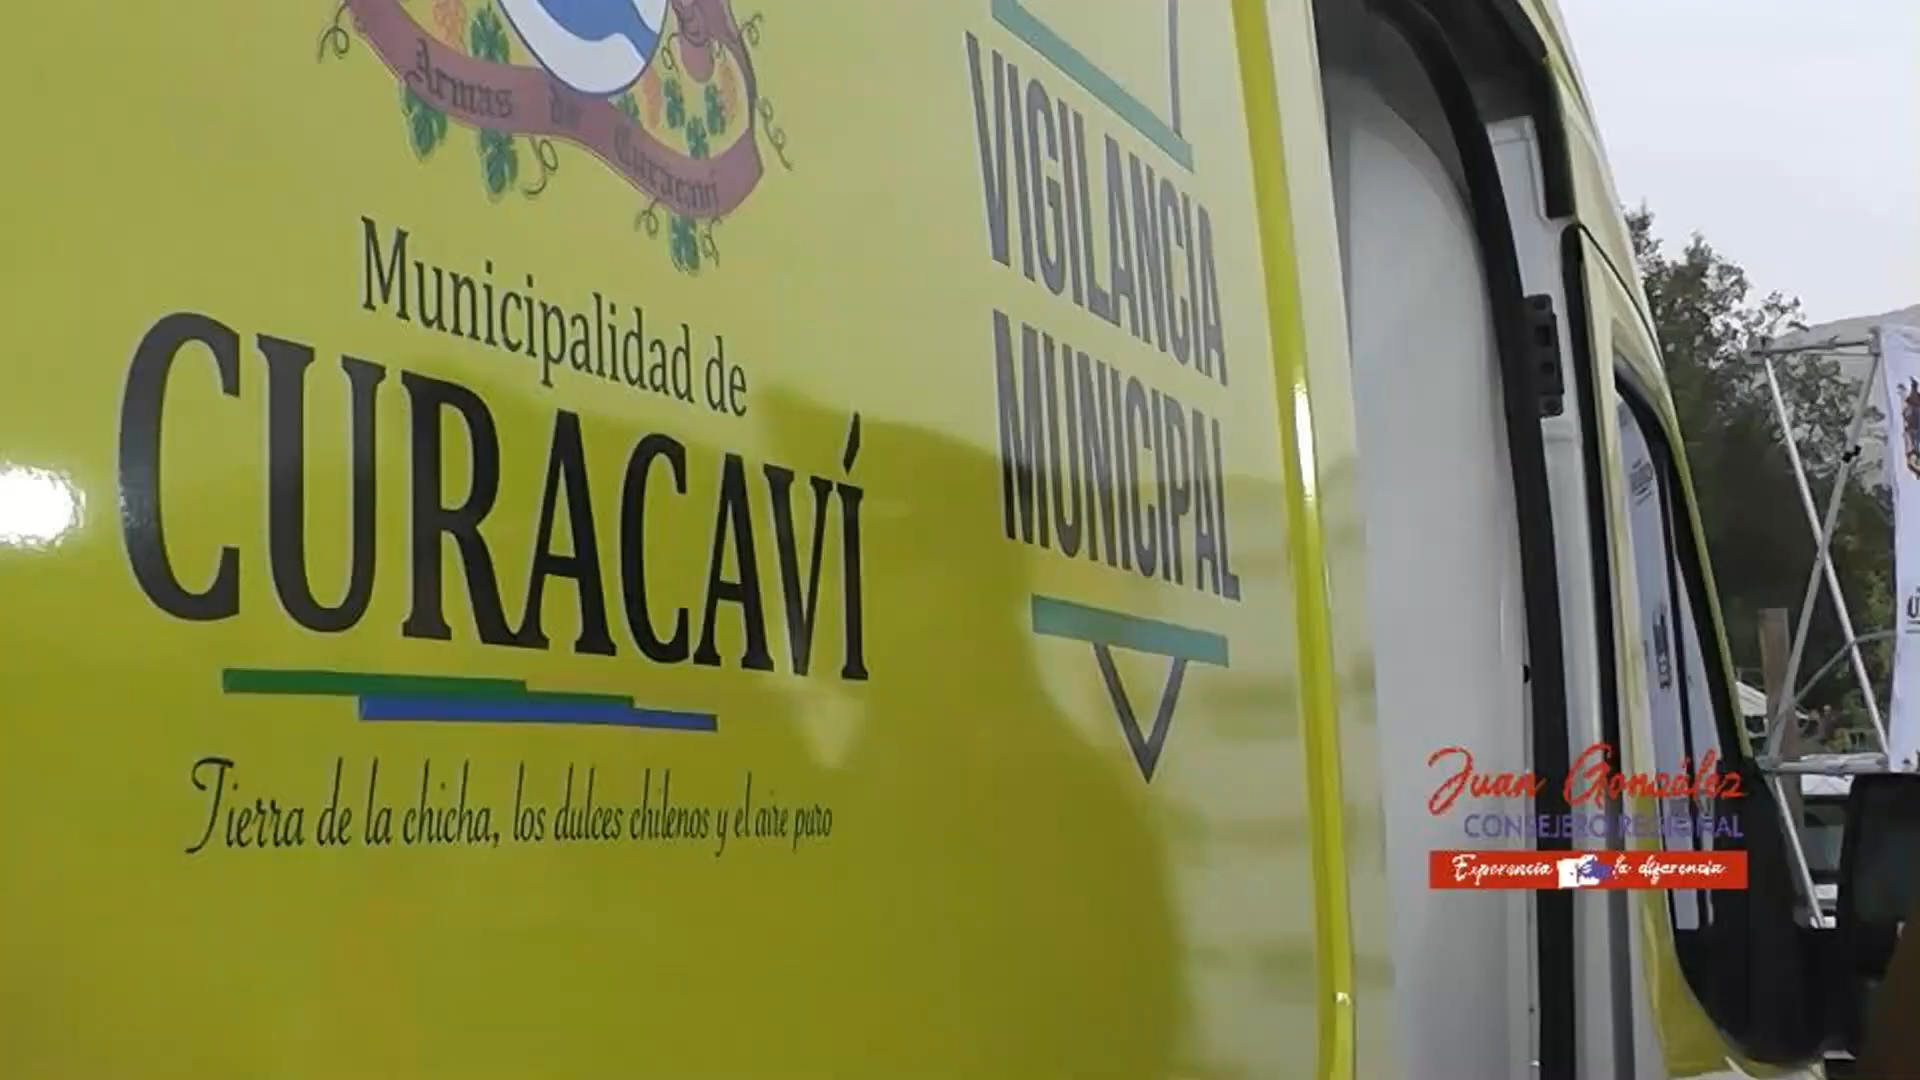 Armas de Curacaví
Municipalidad de
CURACAVÍ
Tierra de la chicha, los dulces chilenos y el aire puro
VIGILANCIA
MUNICIPAL
Juan González
CONSEJERO REGIONAL
Experencia la diferencia